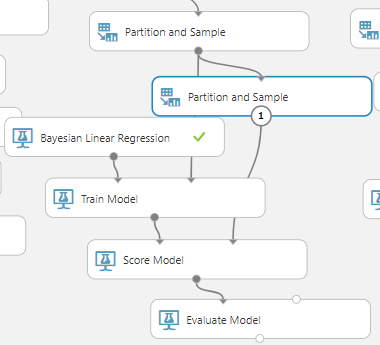 Partition and Sample
Partition and Sample
1
Bayesian Linear Regression
Train Model
Score Model
Evaluate Model